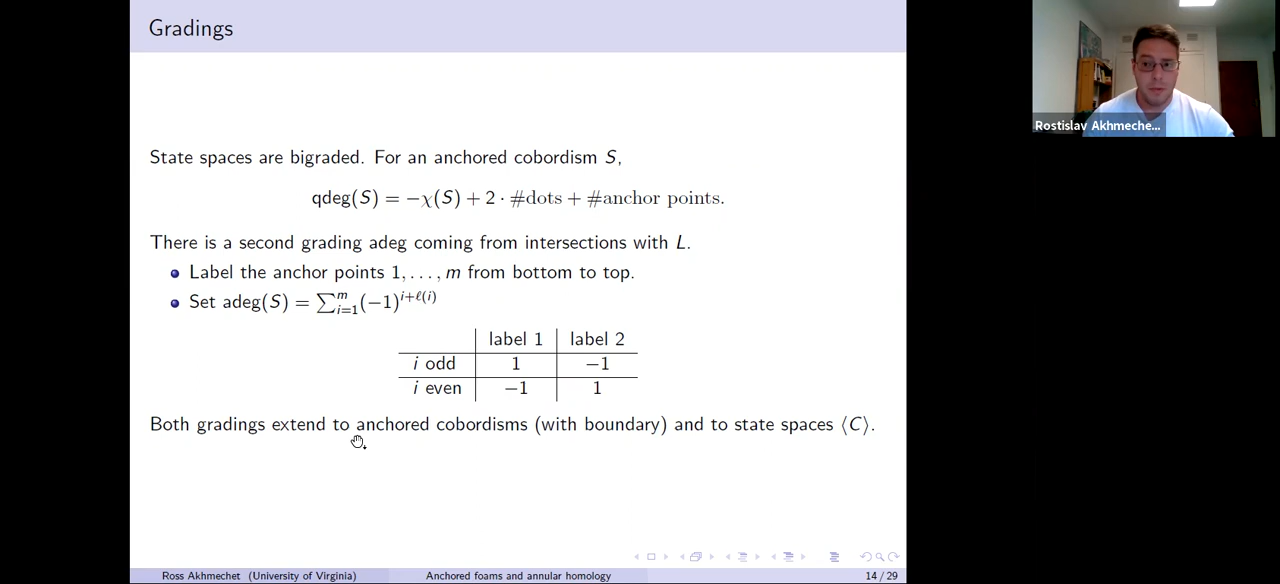 Gradings
Rostislav Akhmeche...
State spaces are bigraded. For an anchored cobordism S,
qdeg(S) = −χ(S) + 2 · #dots + #anchor points.
There is a second grading adeg coming from intersections with L.
Label the anchor points 1, . . . , m from bottom to top.
Set adeg(S) = ∑ᵐᵢ₌₁(−1)^{i+ℓ(i)}
label 1 label 2
i odd 1 −1
i even −1 1
Both gradings extend to anchored cobordisms (with boundary) and to state spaces ⟨C⟩.
Ross Akhmechet (University of Virginia) Anchored foams and annular homology 14 / 29